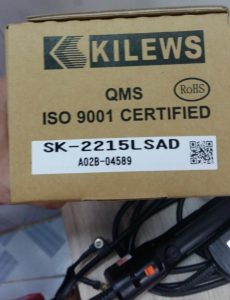 KILEWS
QMS
RoHS
ISO 9001 CERTIFIED
SK-2215LSAD
A02B-04589